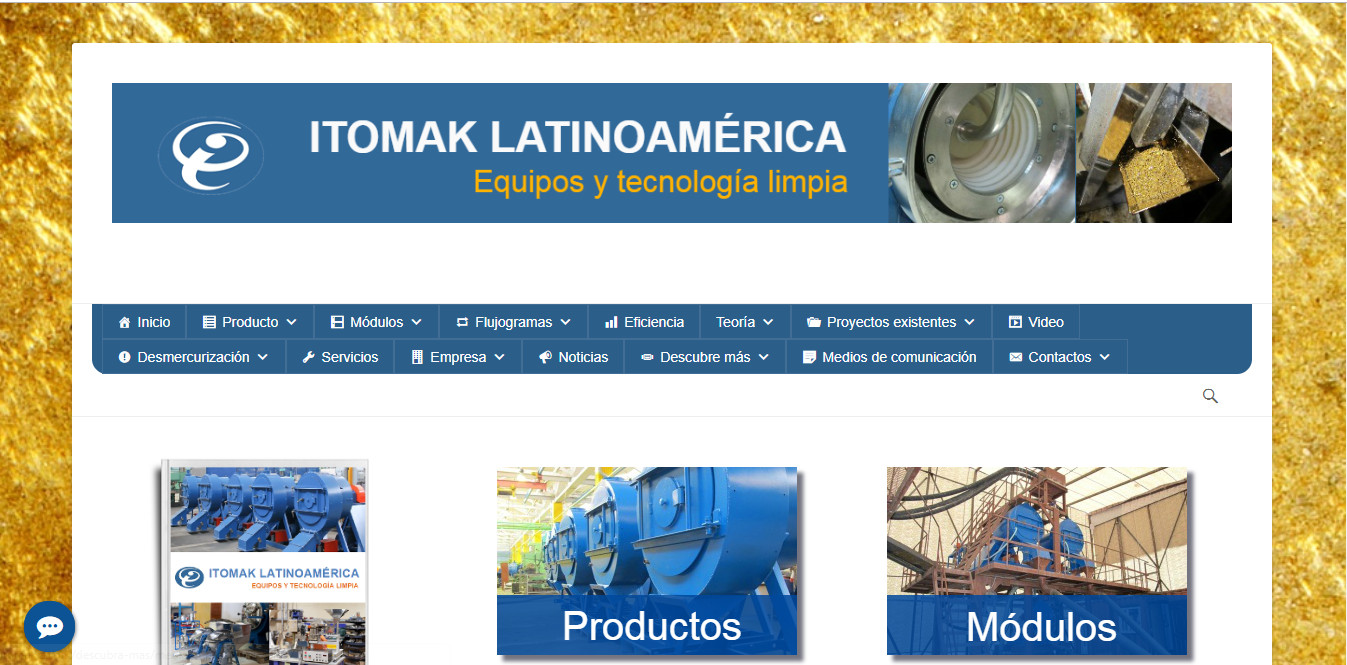 ITOMAK LATINOAMÉRICA
Equipos y tecnología limpia
Inicio Producto Módulos Flujogramas Eficiencia Teoría Proyectos existentes Video
Desmercurización Servicios Empresa Noticias Descubre más Medios de comunicación Contactos
ITOMAK LATINOAMÉRICA
EQUIPOS Y TECNOLOGÍA LIMPIA
Productos
Módulos